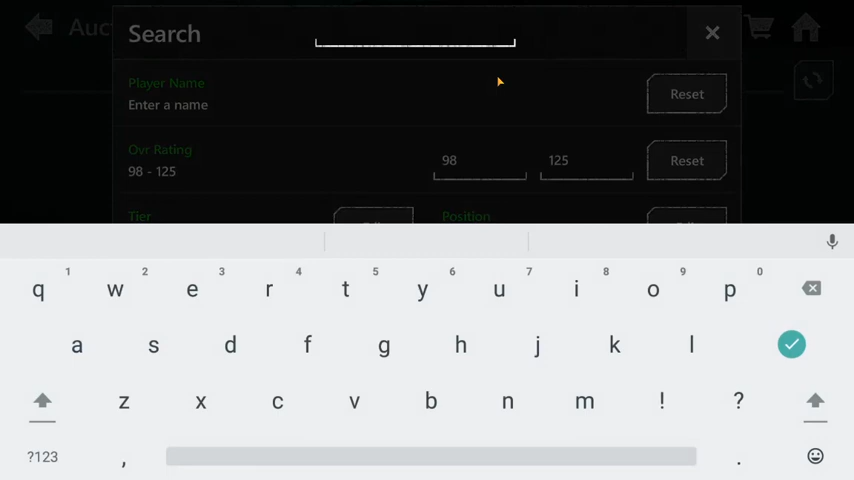 Auc
Search
Player Name
Enter a name
Reset
Ovr Rating
98 - 125
98
125
Reset
Tier
Position
1 2 3 4 5 6 7 8 9 0
q w e r t y u i o p
a s d f g h j k l
z x c v b n m ! ?
?123 , .